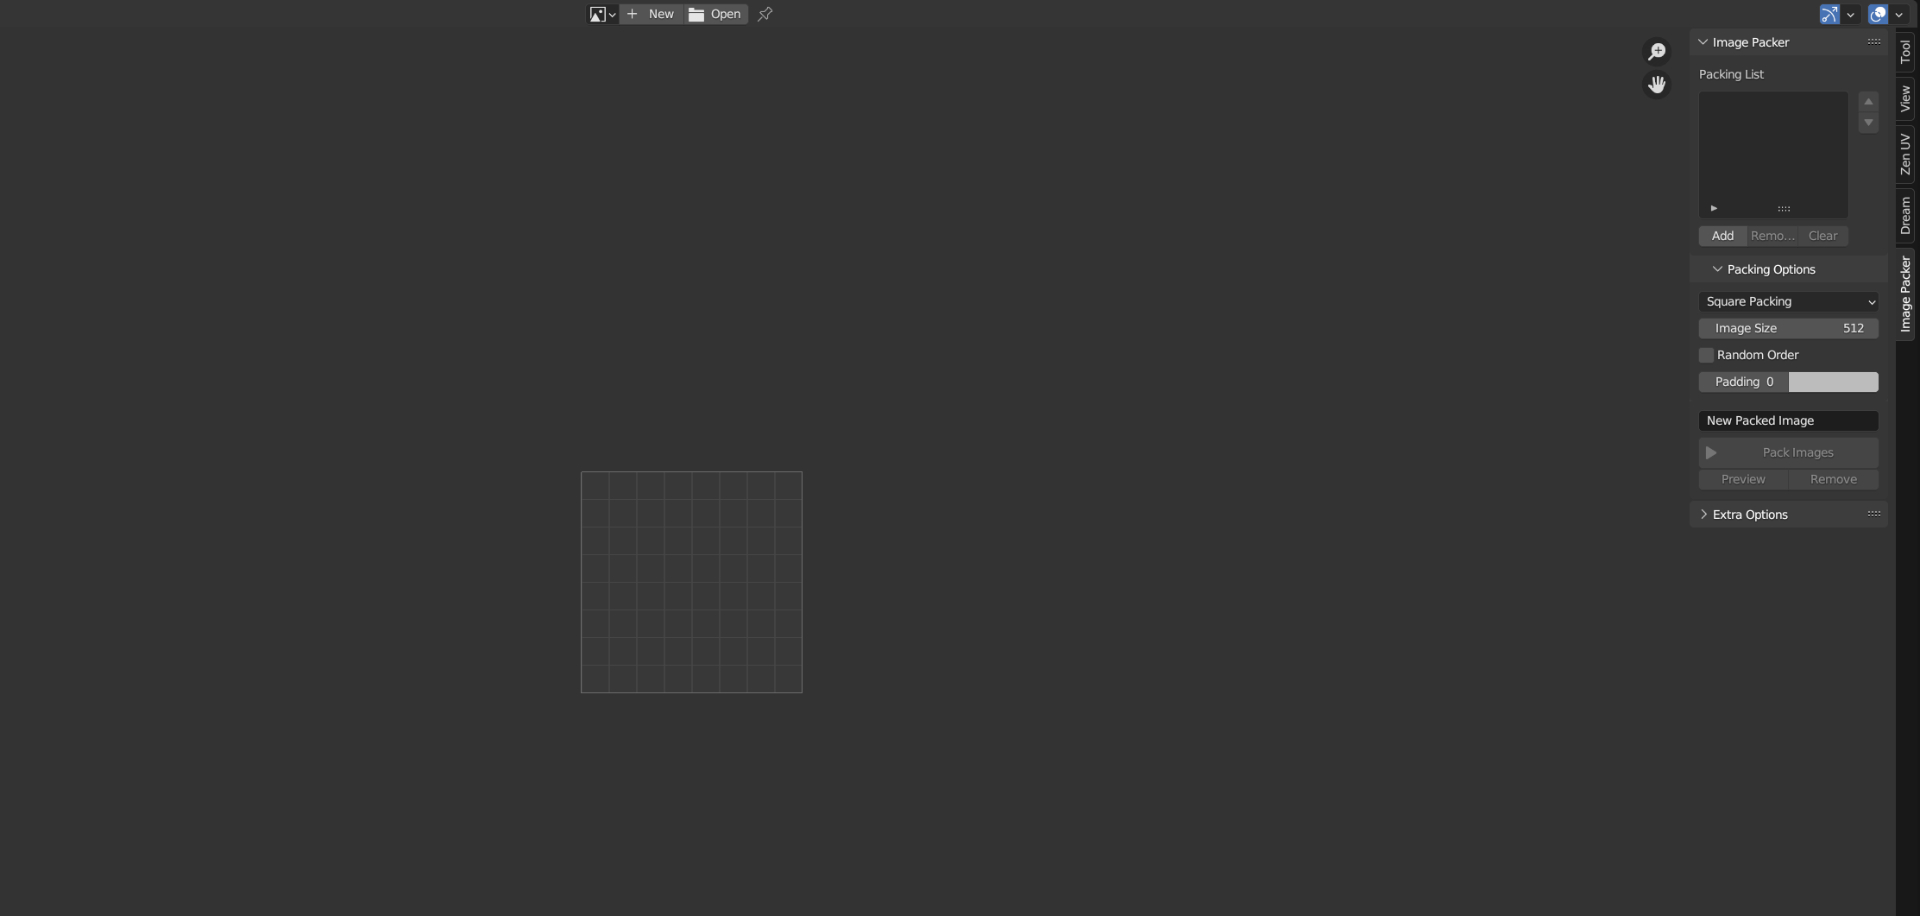 New Open
Image Packer
Packing List
Add Remo... Clear
Packing Options
Square Packing
Image Size 512
Random Order
Padding 0
New Packed Image
Pack Images
Preview Remove
Extra Options
Tool
View
Zen UV
Dream
Image Packer